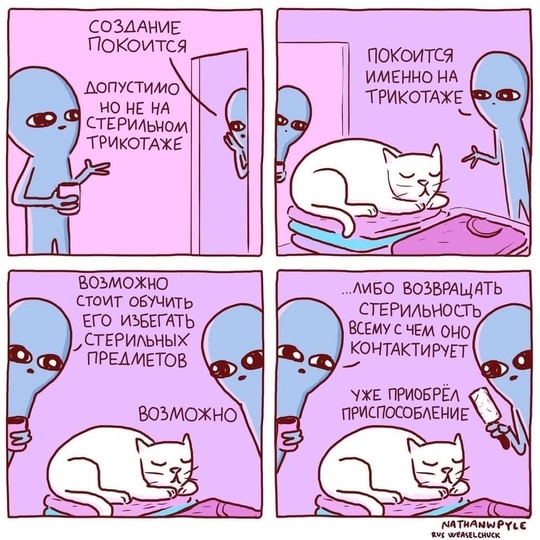 СОЗДАНИЕ
ПОКОИТСЯ
ДОПУСТИМО
НО НЕ НА
СТЕРИЛЬНОМ
ТРИКОТАЖЕ
ПОКОИТСЯ
ИМЕННО НА
ТРИКОТАЖЕ
ВОЗМОЖНО
СТОИТ ОБУЧИТЬ
ЕГО ИЗБЕГАТЬ
СТЕРИЛЬНЫХ
ПРЕДМЕТОВ
ВОЗМОЖНО
...ЛИБО ВОЗВРАЩАТЬ
СТЕРИЛЬНОСТЬ
ВСЕМУ С ЧЕМ ОНО
КОНТАКТИРУЕТ
УЖЕ ПРИОБРЁЛ
ПРИСПОСОБЛЕНИЕ
NATHANWPYLE
RUS WEASELCHUCK